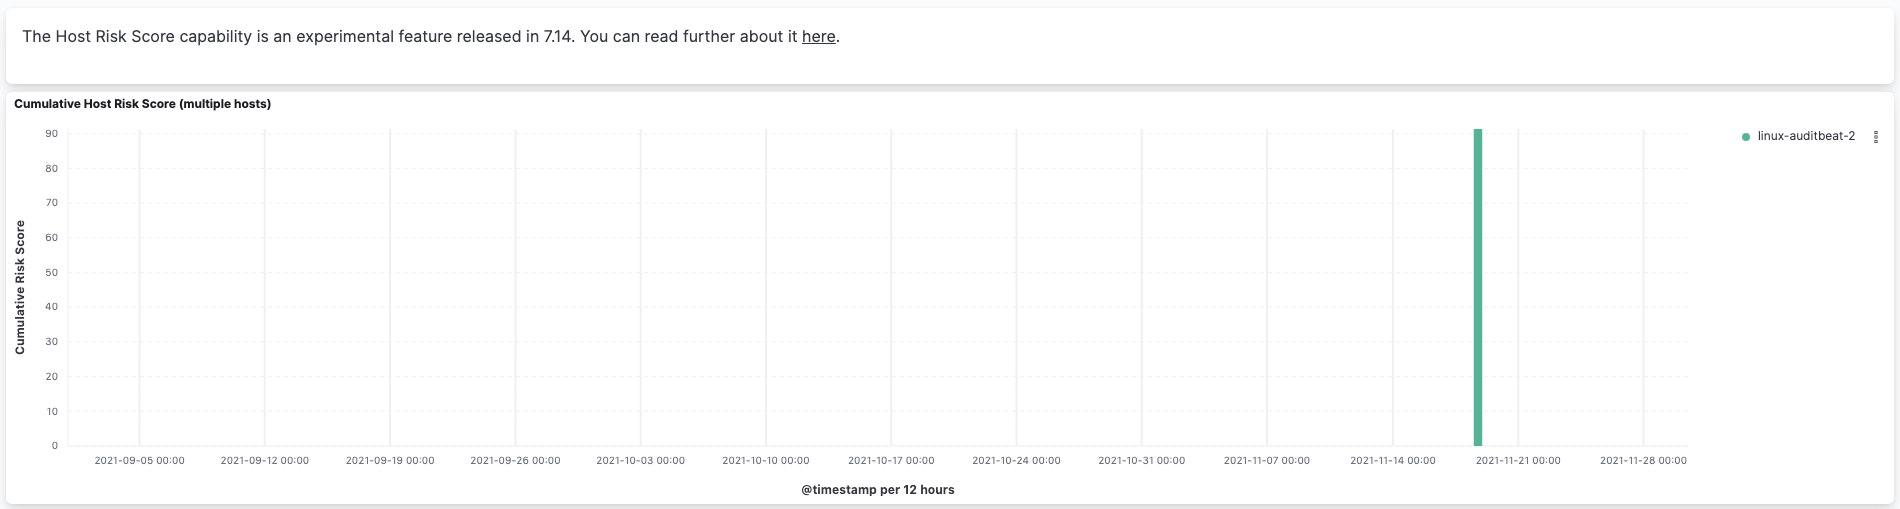 The Host Risk Score capability is an experimental feature released in 7.14. You can read further about it here.
Cumulative Host Risk Score (multiple hosts)
linux-auditbeat-2
Cumulative Risk Score
90
80
70
60
50
40
30
20
10
0
2021-09-05 00:00 2021-09-12 00:00 2021-09-19 00:00 2021-09-26 00:00 2021-10-03 00:00 2021-10-10 00:00 2021-10-17 00:00 2021-10-24 00:00 2021-10-31 00:00 2021-11-07 00:00 2021-11-14 00:00 2021-11-21 00:00 2021-11-28 00:00
@timestamp per 12 hours